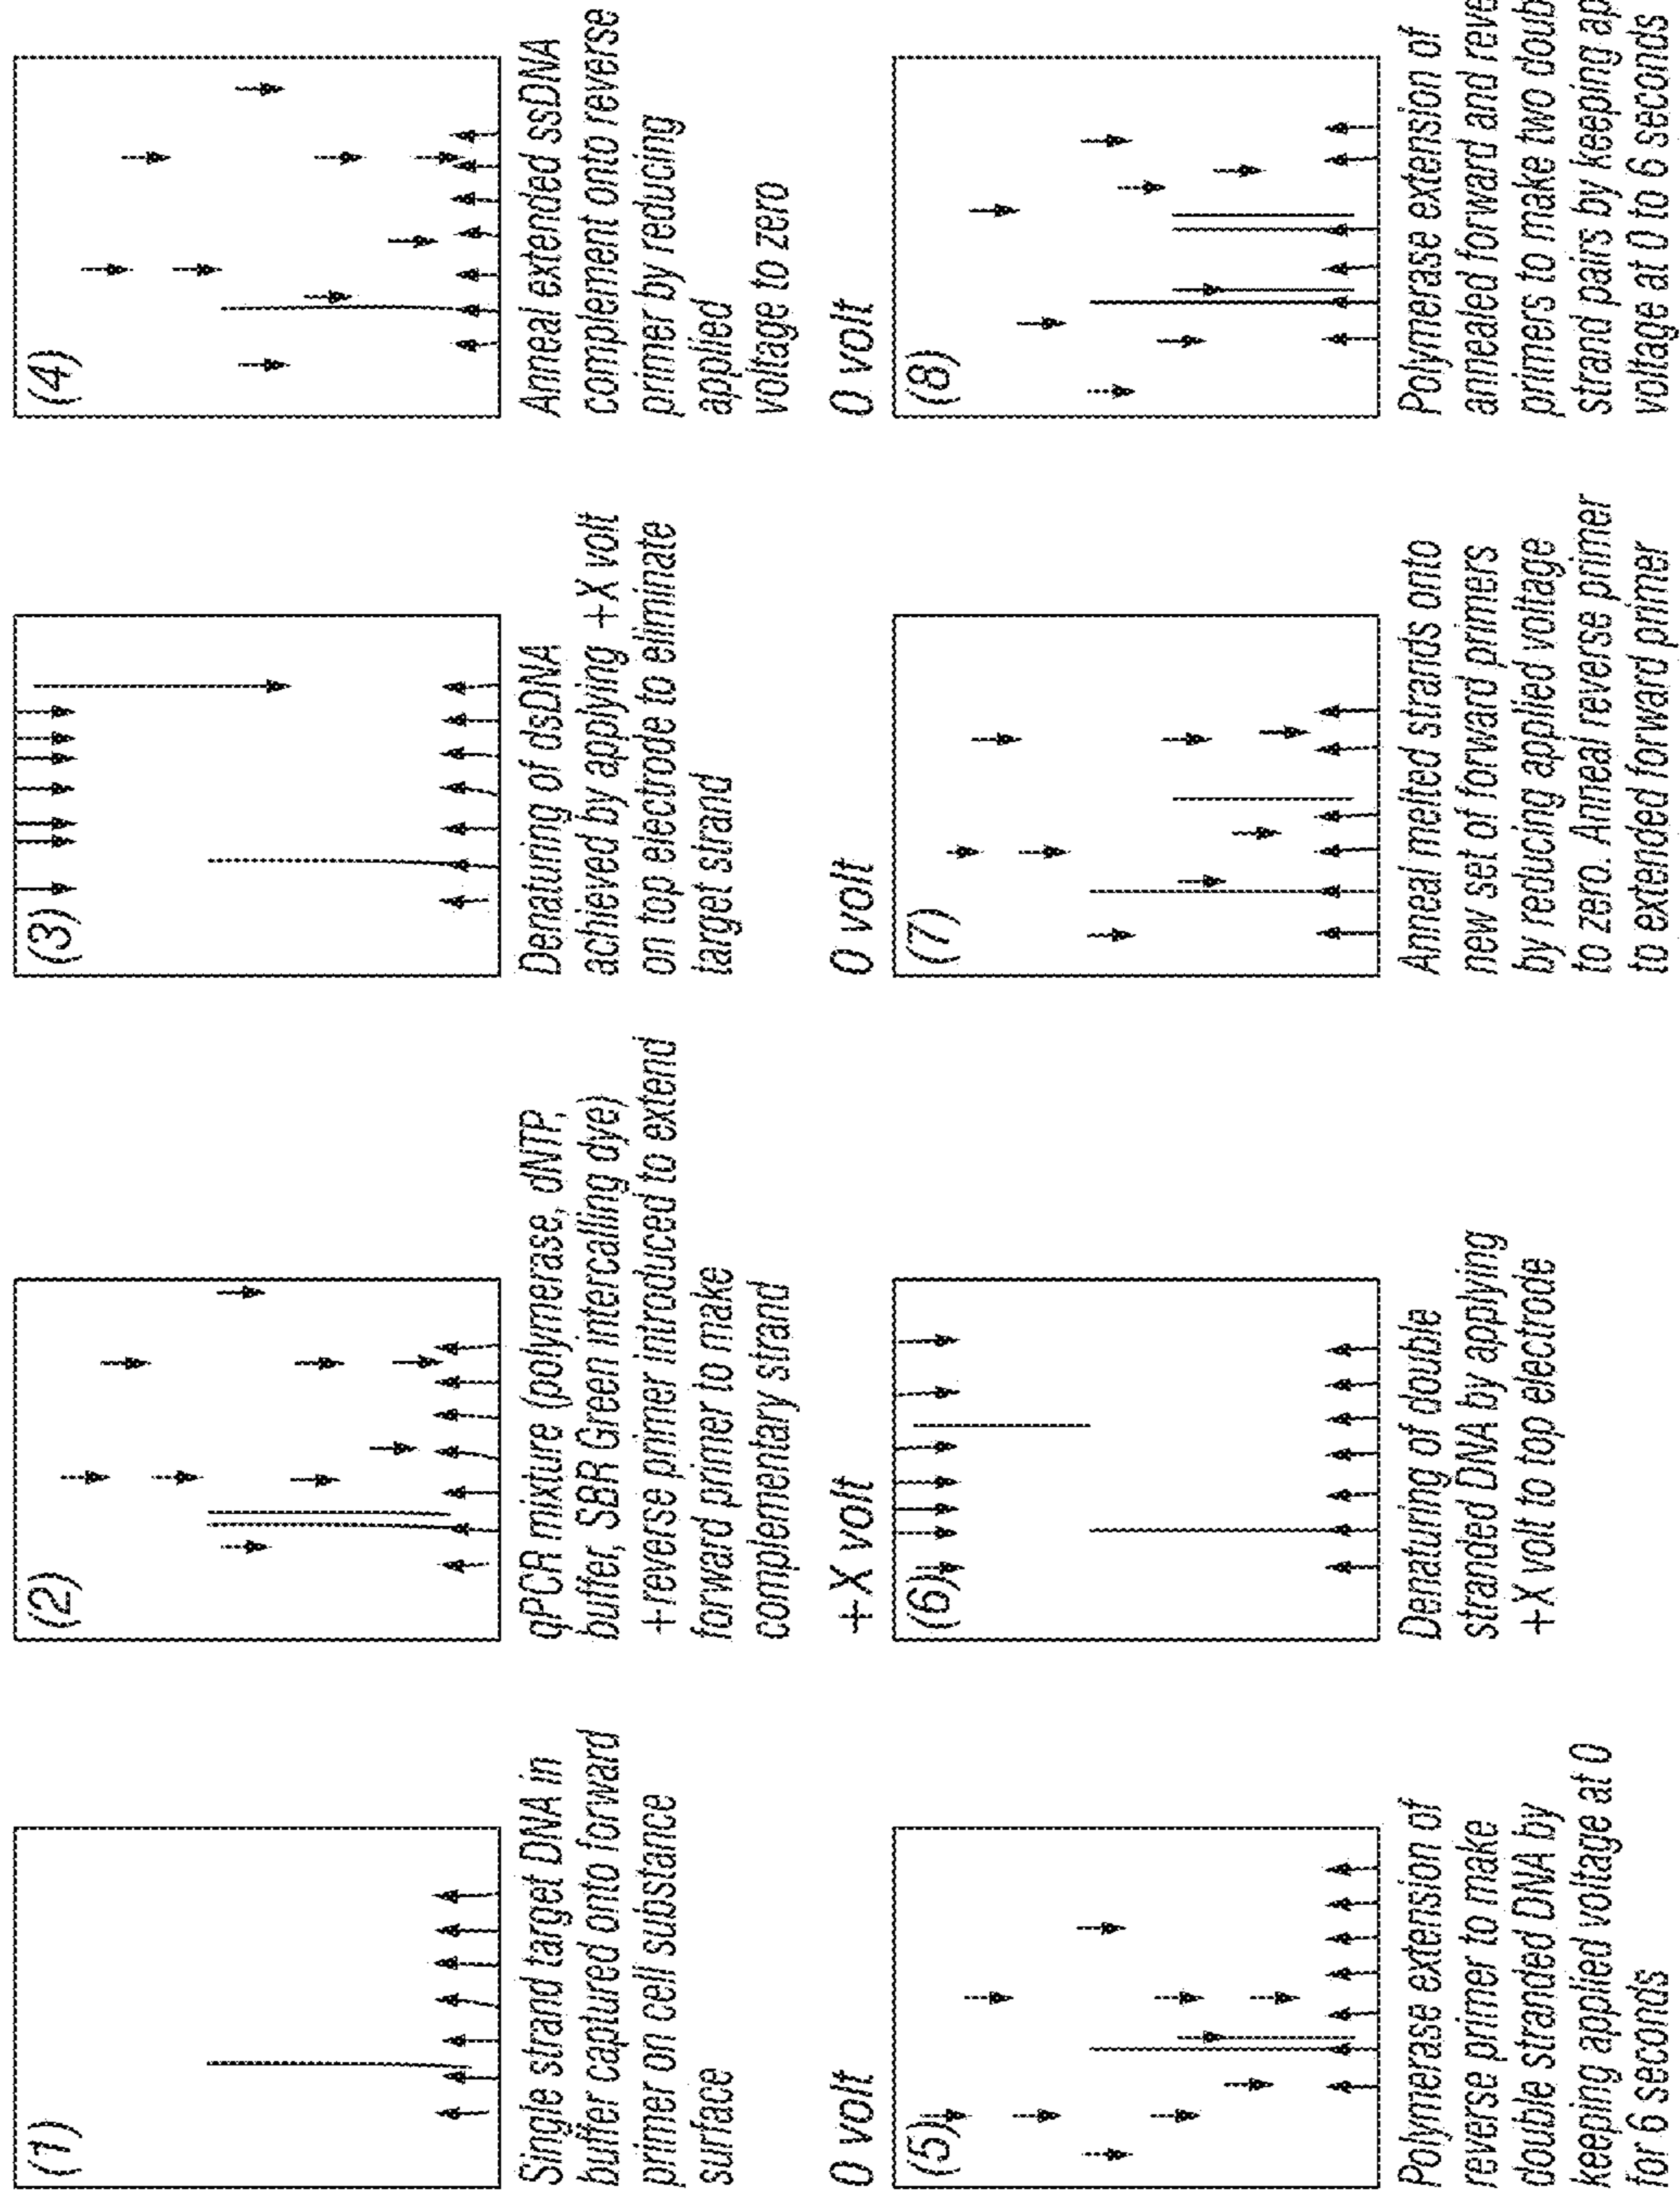 (1)
Single strand target DNA in
buffer captured onto forward
primer on cell substance
surface
(2)
qPCR mixture (polymerase, dNTP,
buffer, SBR Green intercalling dye)
+reverse primer introduced to extend
forward primer to make
complementary strand
(3)
Denaturing of dsDNA
achieved by applying +X volt
on top electrode to eliminate
target strand
(4)
Anneal extended ssDNA
complement onto reverse
primer by reducing
applied
voltage to zero
0 volt
(5)
Polymerase extension of
reverse primer to make
double stranded DNA by
keeping applied voltage at 0
for 6 seconds
+X volt
(6)
Denaturing of double
stranded DNA by applying
+X volt to top electrode
0 volt
(7)
Anneal melted strands onto
new set of forward primers
by reducing applied voltage
to zero. Anneal reverse primer
to extended forward primer
0 volt
(8)
Polymerase extension of
annealed forward and reve
primers to make two doub
strand pairs by keeping ap
voltage at 0 to 6 seconds